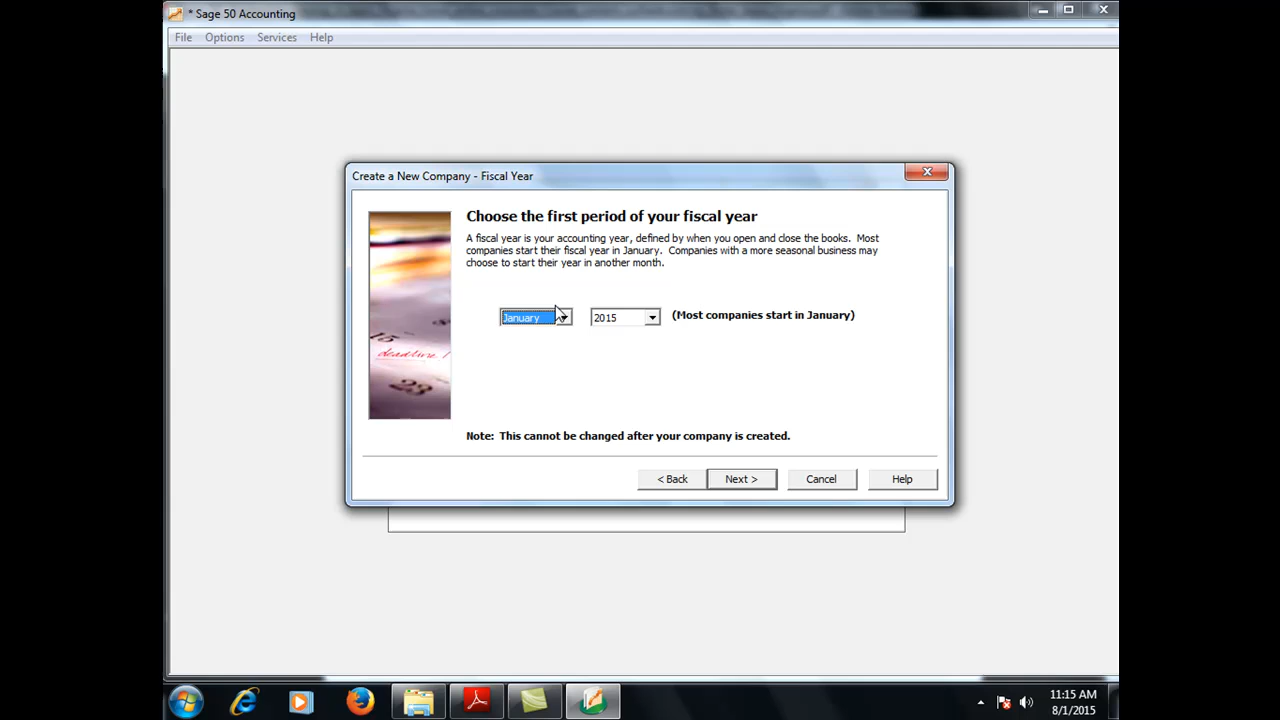 * Sage 50 Accounting
File Options Services Help
Create a New Company - Fiscal Year
Choose the first period of your fiscal year
A fiscal year is your accounting year, defined by when you open and close the books. Most
companies start their fiscal year in January. Companies with a more seasonal business may
choose to start their year in another month.
January 2015 (Most companies start in January)
15
deadline!
23
Note: This cannot be changed after your company is created.
< Back Next > Cancel Help
11:15 AM
8/1/2015